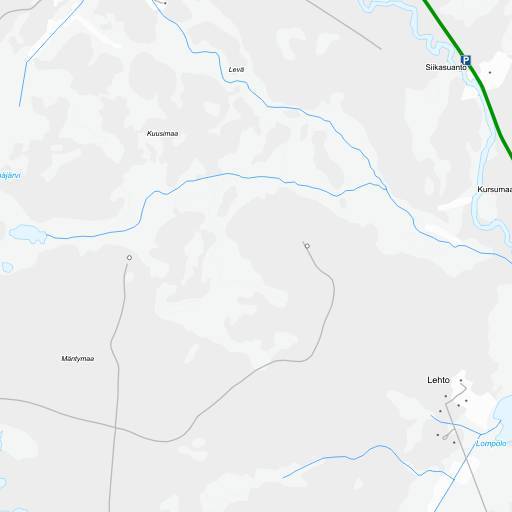 Siikasuanto
P
Levä
Kuusimaa
Kursumaa
Mäntymaa
Lehto
Lompolo